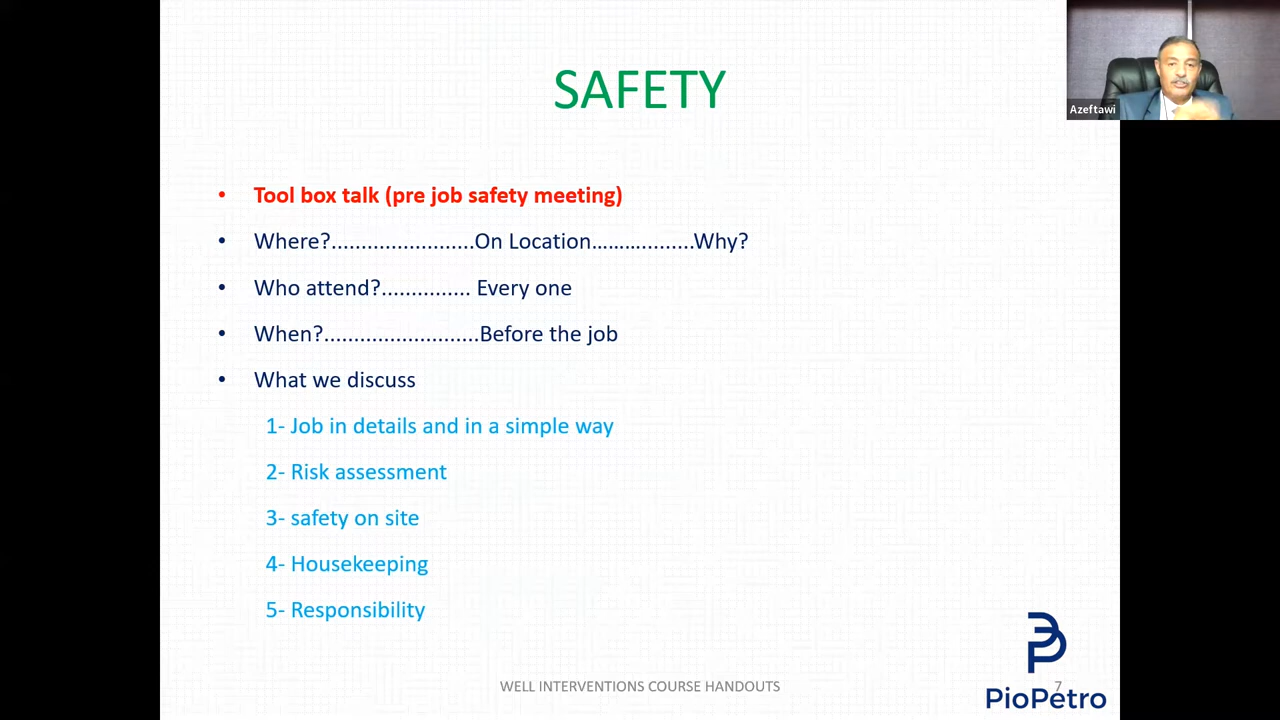 Azeftawi
SAFETY
• Tool box talk (pre job safety meeting)
• Where?........................On Location...................Why?
• Who attend?............... Every one
• When?..........................Before the job
• What we discuss
1- Job in details and in a simple way
2- Risk assessment
3- safety on site
4- Housekeeping
5- Responsibility
WELL INTERVENTIONS COURSE HANDOUTS
7
PioPetro